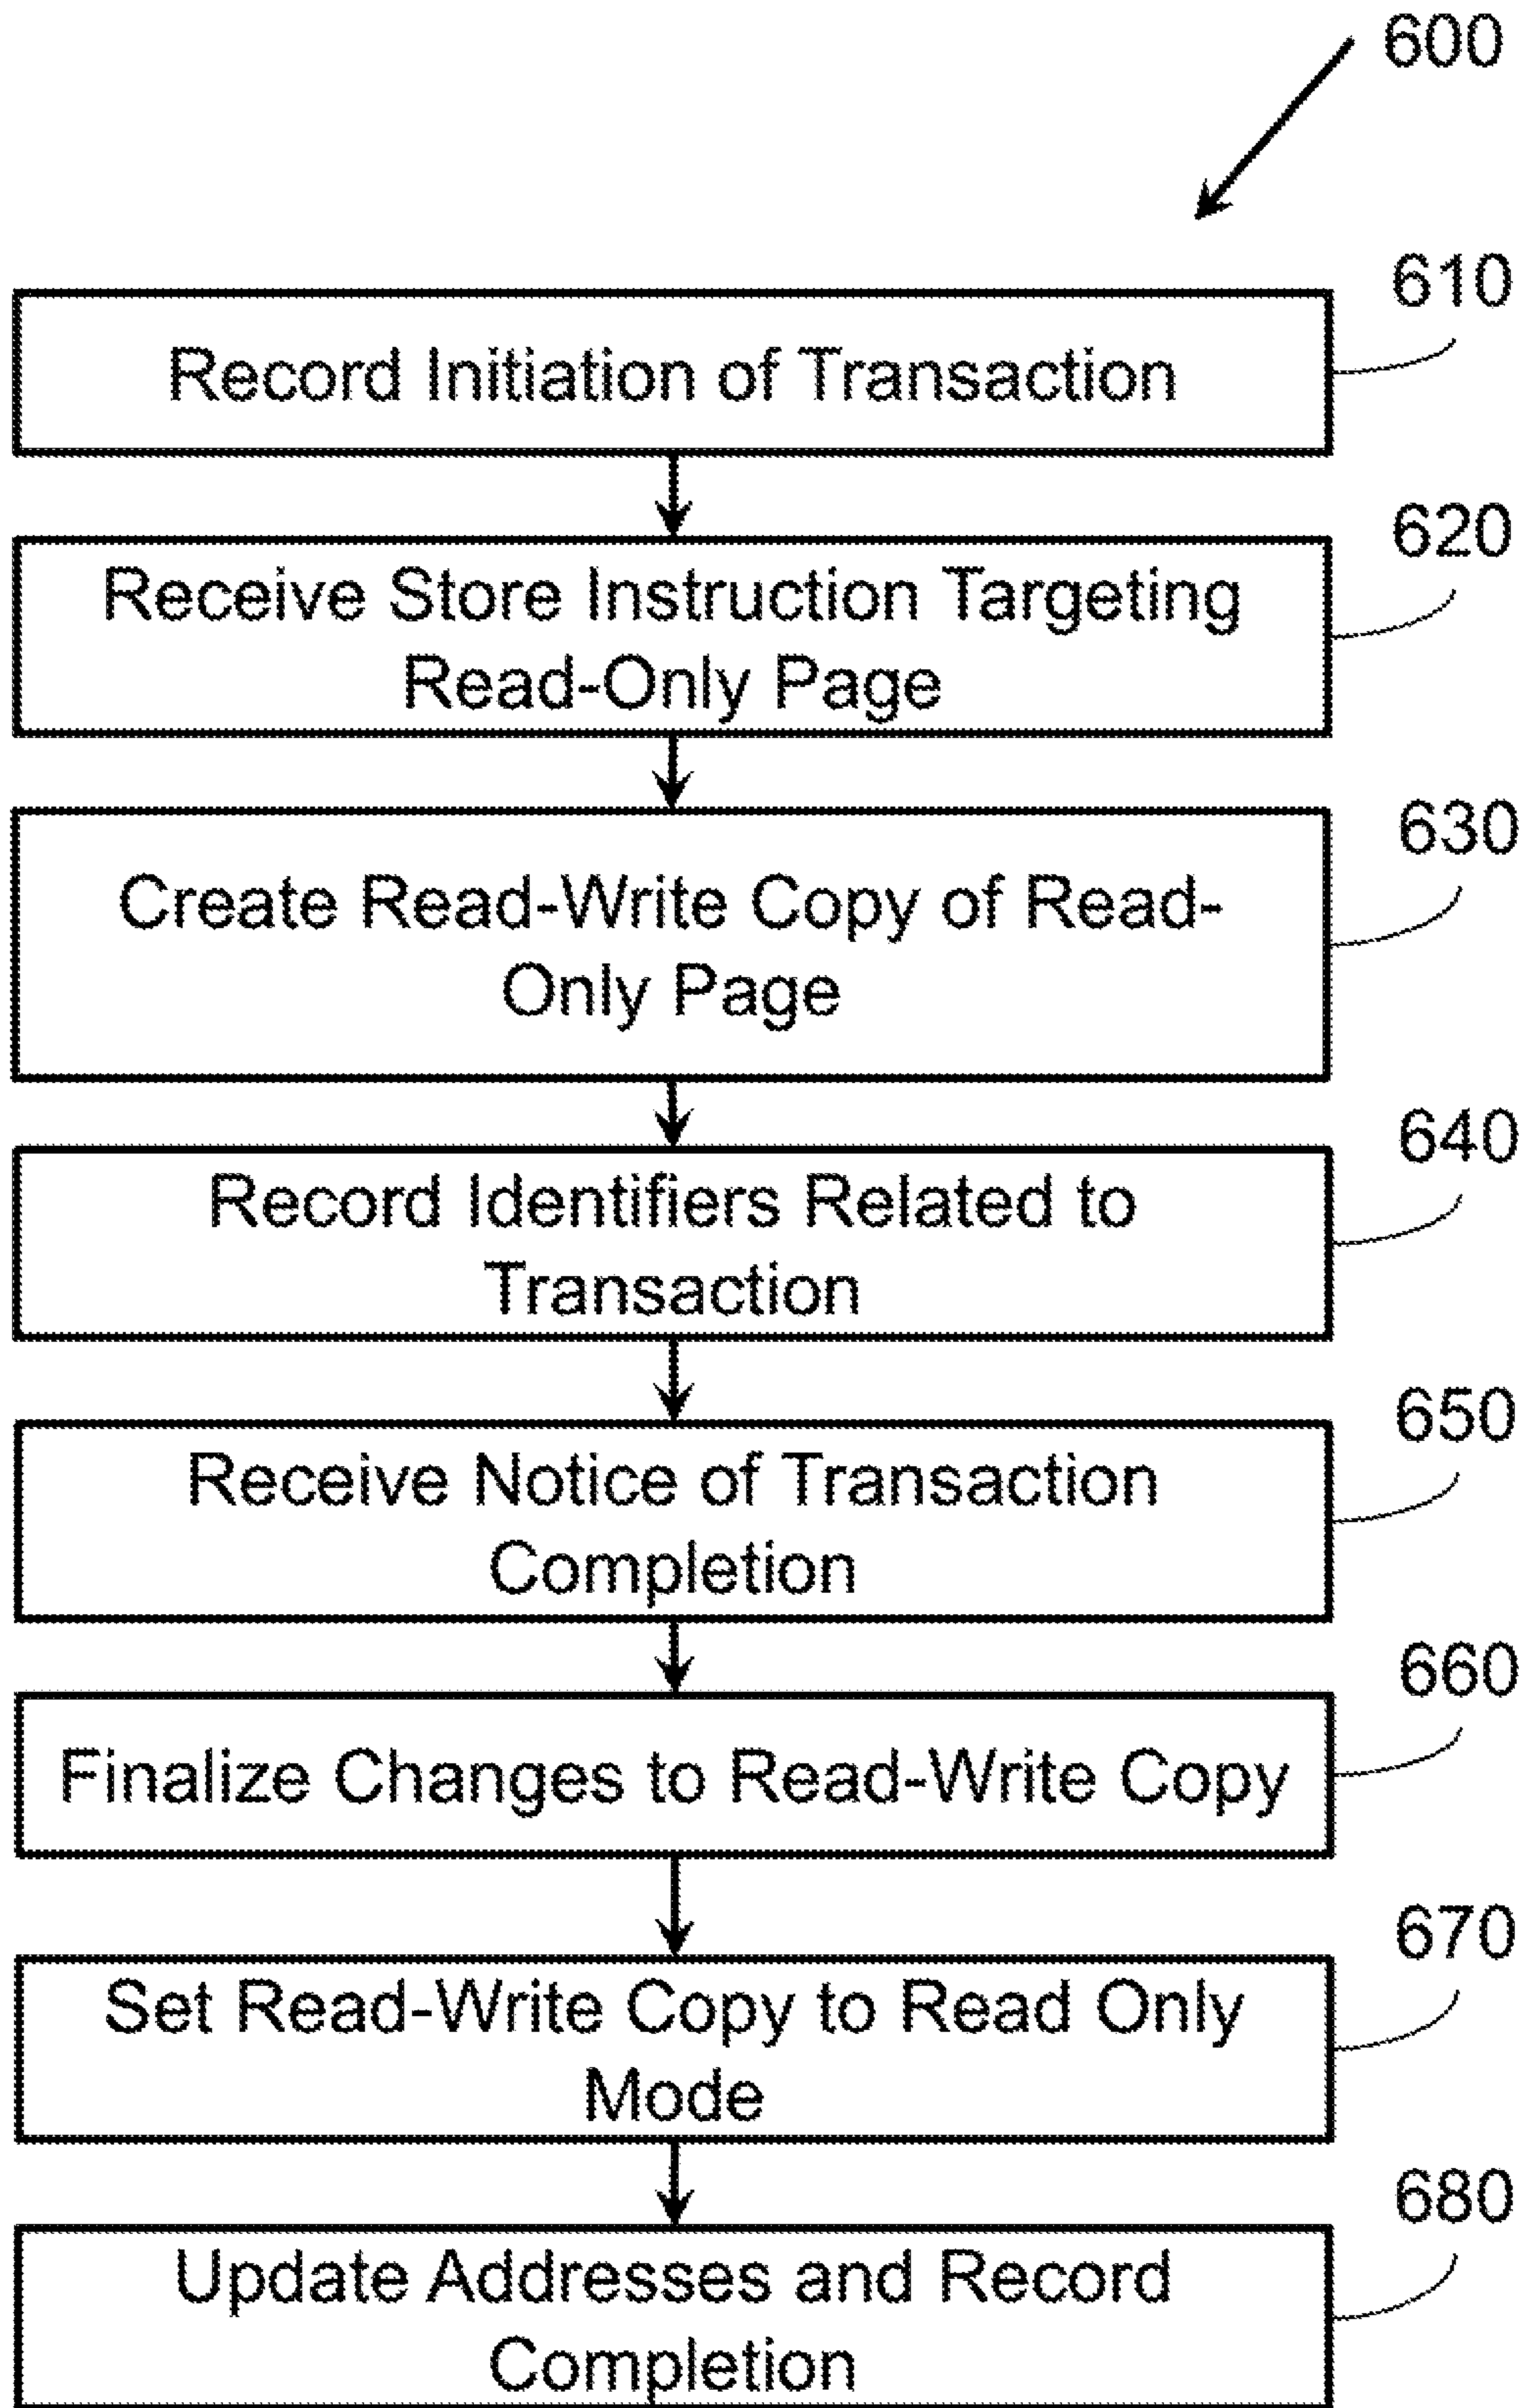 600
610
Record Initiation of Transaction
620
Receive Store Instruction Targeting
Read-Only Page
630
Create Read-Write Copy of Read-
Only Page
640
Record Identifiers Related to
Transaction
650
Receive Notice of Transaction
Completion
660
Finalize Changes to Read-Write Copy
670
Set Read-Write Copy to Read Only
Mode
680
Update Addresses and Record
Completion